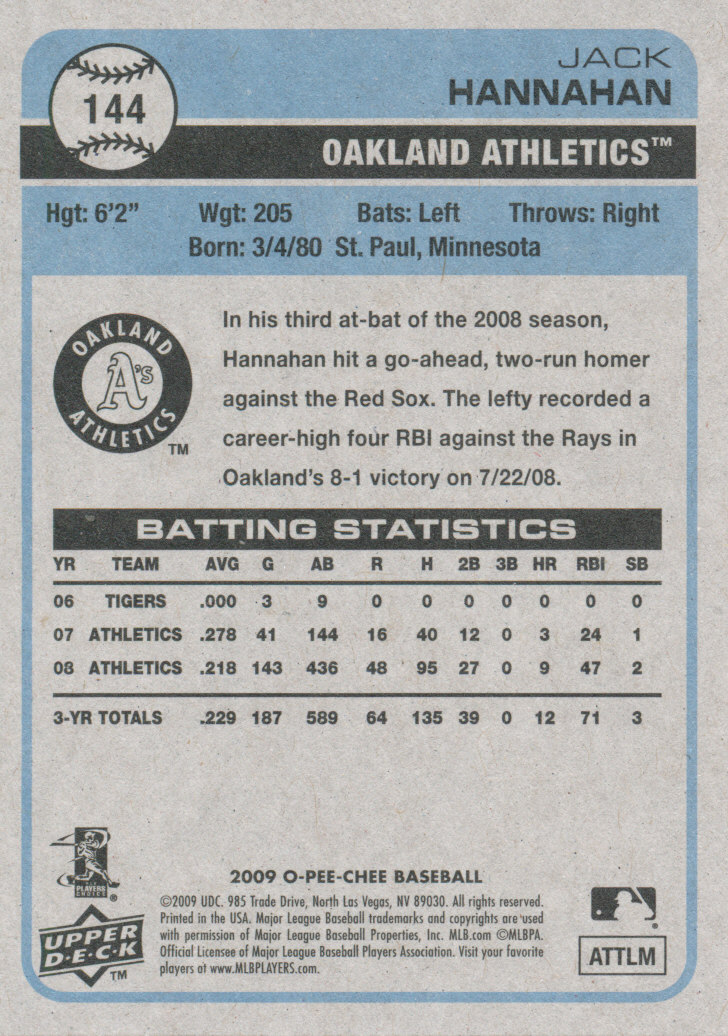 144
JACK
HANNAHAN
OAKLAND ATHLETICS™
Hgt: 6'2" Wgt: 205 Bats: Left Throws: Right
Born: 3/4/80 St. Paul, Minnesota
OAKLAND
A's
ATHLETICS
TM
In his third at-bat of the 2008 season,
Hannahan hit a go-ahead, two-run homer
against the Red Sox. The lefty recorded a
career-high four RBI against the Rays in
Oakland's 8-1 victory on 7/22/08.
BATTING STATISTICS
YR TEAM AVG G AB R H 2B 3B HR RBI SB
06 TIGERS .000 3 9 0 0 0 0 0 0 0
07 ATHLETICS .278 41 144 16 40 12 0 3 24 1
08 ATHLETICS .218 143 436 48 95 27 0 9 47 2
3-YR TOTALS .229 187 589 64 135 39 0 12 71 3
PLAYERS
CHOICE
®
UPPER
D·E·C·K
TM
2009 O-PEE-CHEE BASEBALL
©2009 UDC. 985 Trade Drive, North Las Vegas, NV 89030. All rights reserved.
Printed in the USA. Major League Baseball trademarks and copyrights are used
with permission of Major League Baseball Properties, Inc. MLB.com ©MLBPA.
Official Licensee of Major League Baseball Players Association. Visit your favorite
players at www.MLBPLAYERS.com.
®
ATTLM